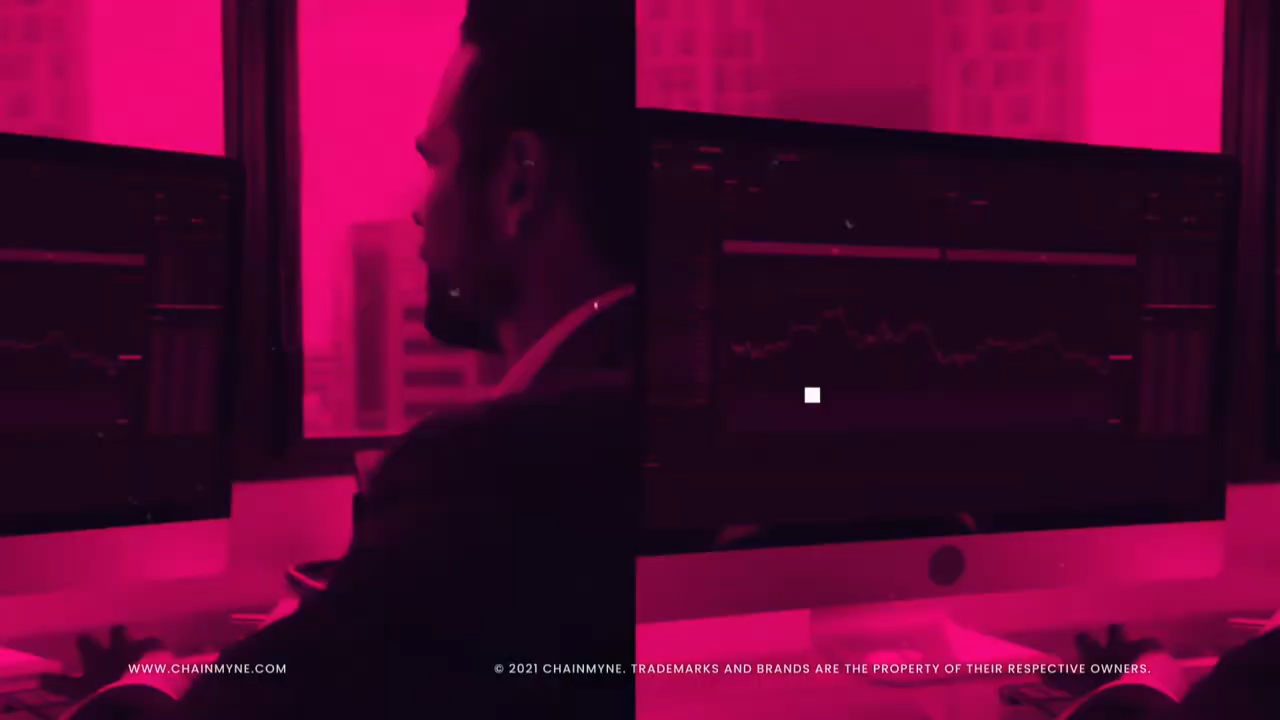 WWW.CHAINMYNE.COM
© 2021 CHAINMYNE. TRADEMARKS AND BRANDS ARE THE PROPERTY OF THEIR RESPECTIVE OWNERS.